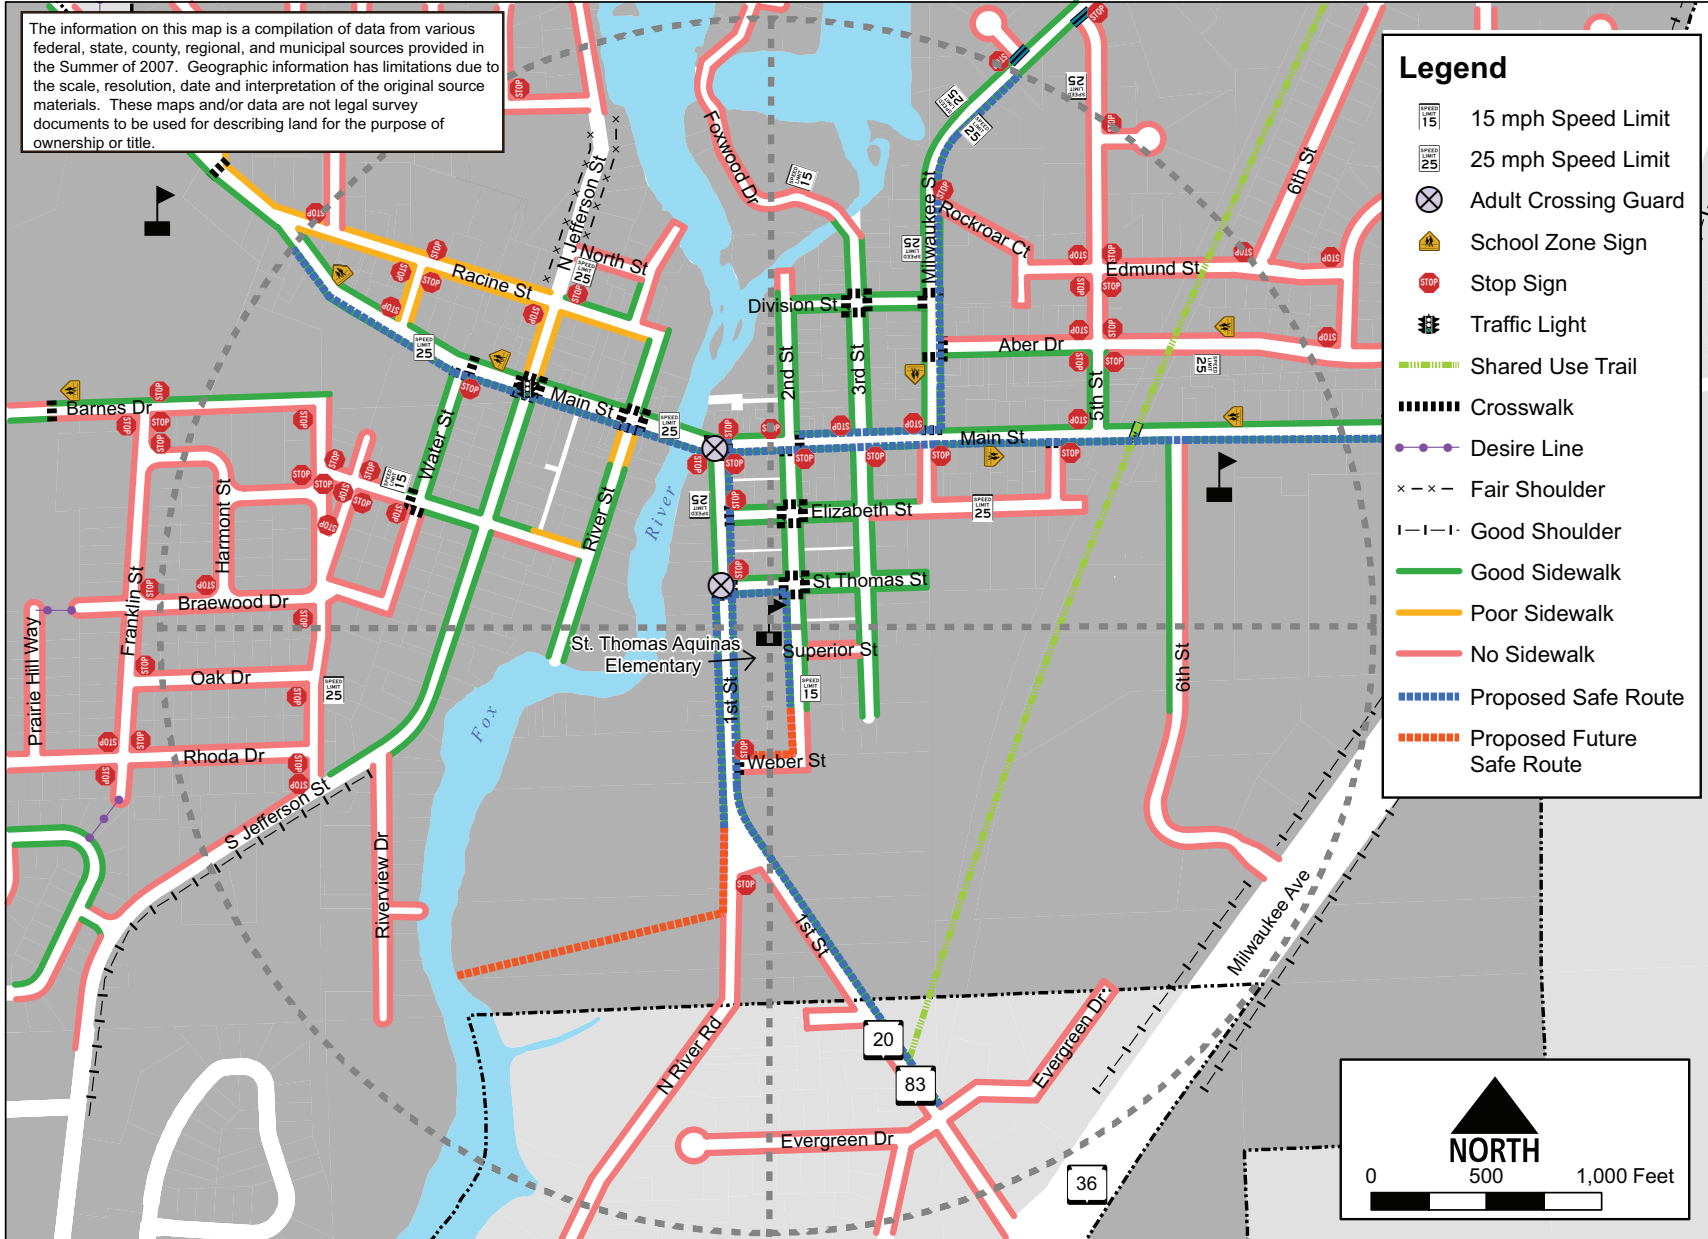 The information on this map is a compilation of data from various
federal, state, county, regional, and municipal sources provided in
the Summer of 2007. Geographic information has limitations due to
the scale, resolution, date and interpretation of the original source
materials. These maps and/or data are not legal survey
documents to be used for describing land for the purpose of
ownership or title.
Legend
SPEED LIMIT 15
15 mph Speed Limit
SPEED LIMIT 25
25 mph Speed Limit
Adult Crossing Guard
School Zone Sign
STOP
Stop Sign
Traffic Light
Shared Use Trail
Crosswalk
Desire Line
Fair Shoulder
Good Shoulder
Good Sidewalk
Poor Sidewalk
No Sidewalk
Proposed Safe Route
Proposed Future
Safe Route
Foxwood Dr
N Jefferson St
North St
Racine St
Milwaukee St
Rockroar Ct
6th St
Edmund St
Division St
Aber Dr
2nd St
3rd St
5th St
Main St
Main St
Barnes Dr
Water St
River St
River
Elizabeth St
Harmont St
Franklin St
St Thomas St
Braewood Dr
Prairie Hill Way
St. Thomas Aquinas
Elementary
Superior St
6th St
Oak Dr
1st St
Fox
Rhoda Dr
Weber St
S Jefferson St
Riverview Dr
1st St
Milwaukee Ave
N River Rd
20
83
Evergreen Dr
Evergreen Dr
36
NORTH
0 500 1,000 Feet